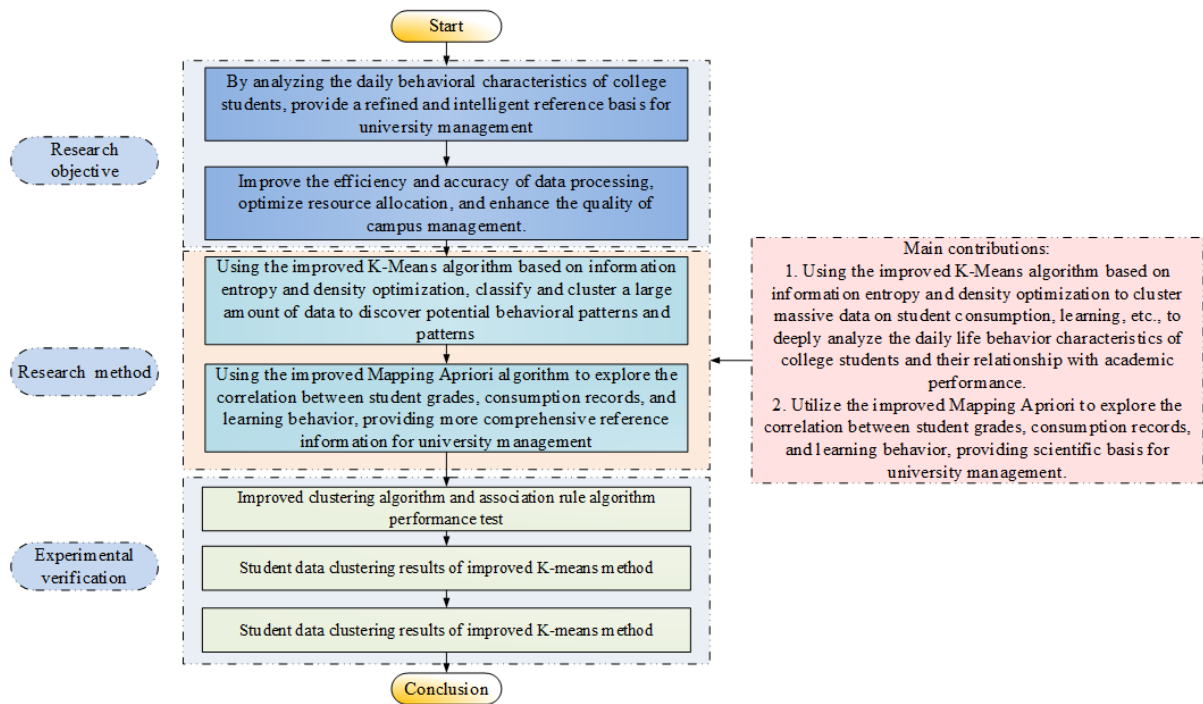 Start
By analyzing the daily behavioral characteristics of college
students, provide a refined and intelligent reference basis for
university management
Research
objective
Improve the efficiency and accuracy of data processing,
optimize resource allocation, and enhance the quality of
campus management.
Using the improved K-Means algorithm based on information
entropy and density optimization, classify and cluster a large
amount of data to discover potential behavioral patterns and
patterns
Research method
Using the improved Mapping Apriori algorithm to explore the
correlation between student grades, consumption records,
and learning behavior, providing more comprehensive reference
information for university management
Main contributions:
1. Using the improved K-Means algorithm based on
information entropy and density optimization to cluster
massive data on student consumption, learning, etc., to
deeply analyze the daily life behavior characteristics of
college students and their relationship with academic
performance.
2. Utilize the improved Mapping Apriori to explore the
correlation between student grades, consumption records,
and learning behavior, providing scientific basis for
university management.
Improved clustering algorithm and association rule algorithm
performance test
Experimental
verification
Student data clustering results of improved K-means method
Student data clustering results of improved K-means method
Conclusion